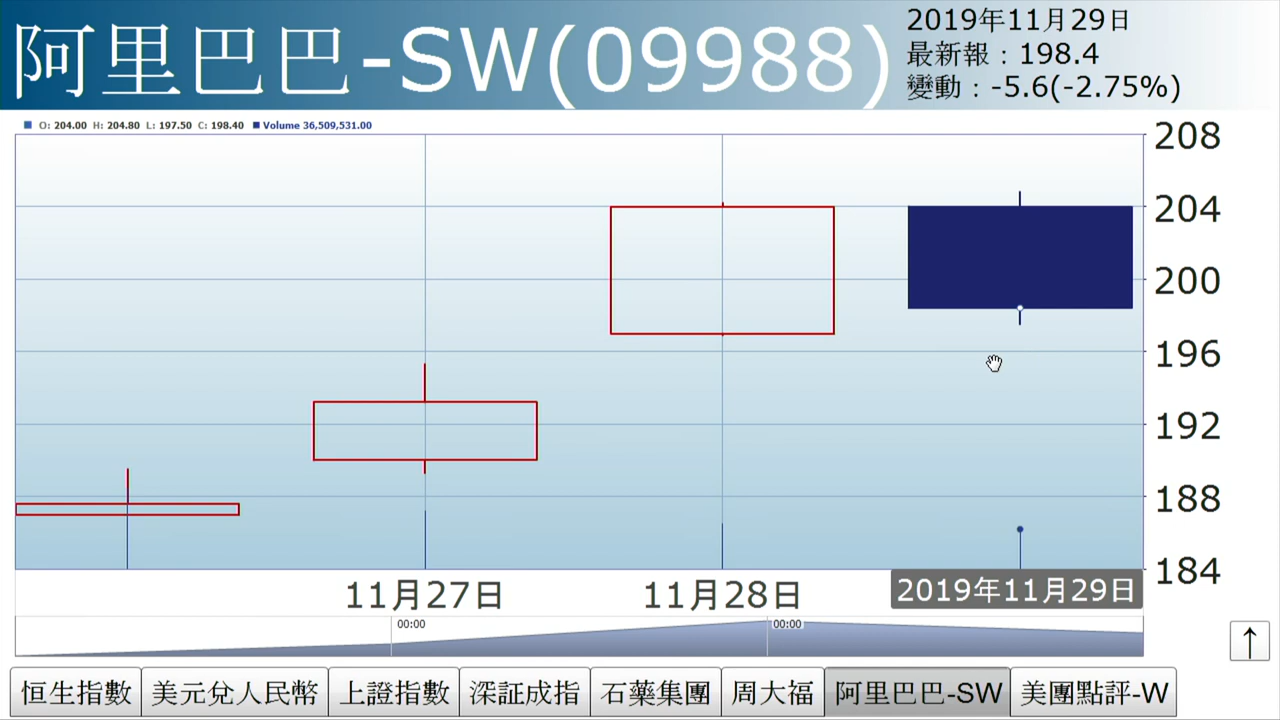 阿里巴巴-SW(09988)
2019年11月29日
最新報：198.4
變動：-5.6(-2.75%)
O: 204.00 H: 204.80 L: 197.50 C: 198.40 Volume 36,509,531.00
208
204
200
196
192
188
184
11月27日 11月28日 2019年11月29日
00:00 00:00
↑
恒生指數 美元兌人民幣 上證指數 深証成指 石藥集團 周大福 阿里巴巴-SW 美團點評-W